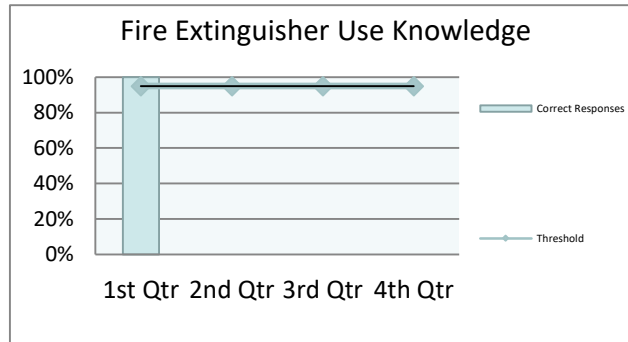 Fire Extinguisher Use Knowledge
100%
80%
60%
40%
20%
0%
1st Qtr 2nd Qtr 3rd Qtr 4th Qtr
Correct Responses
Threshold